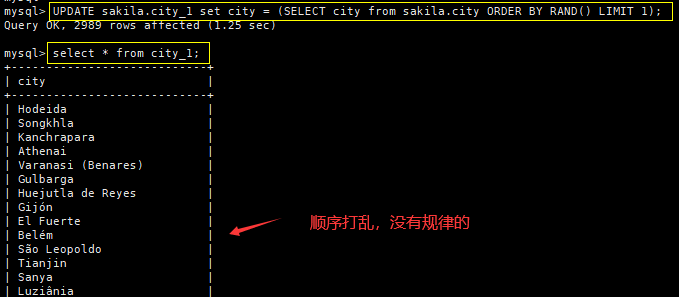 mysql> UPDATE sakila.city_1 set city = (SELECT city from sakila.city ORDER BY RAND() LIMIT 1);
Query OK, 2989 rows affected (1.25 sec)
mysql> select * from city_1;
+----------------------------+
| city |
+----------------------------+
| Hodeida |
| Songkhla |
| Kanchrapara |
| Athenai |
| Varanasi (Benares) |
| Gulbarga |
| Huejutla de Reyes |
| Gijón |
| El Fuerte |
| Belém |
| São Leopoldo |
| Tianjin |
| Sanya |
| Luziânia |
顺序打乱，没有规律的